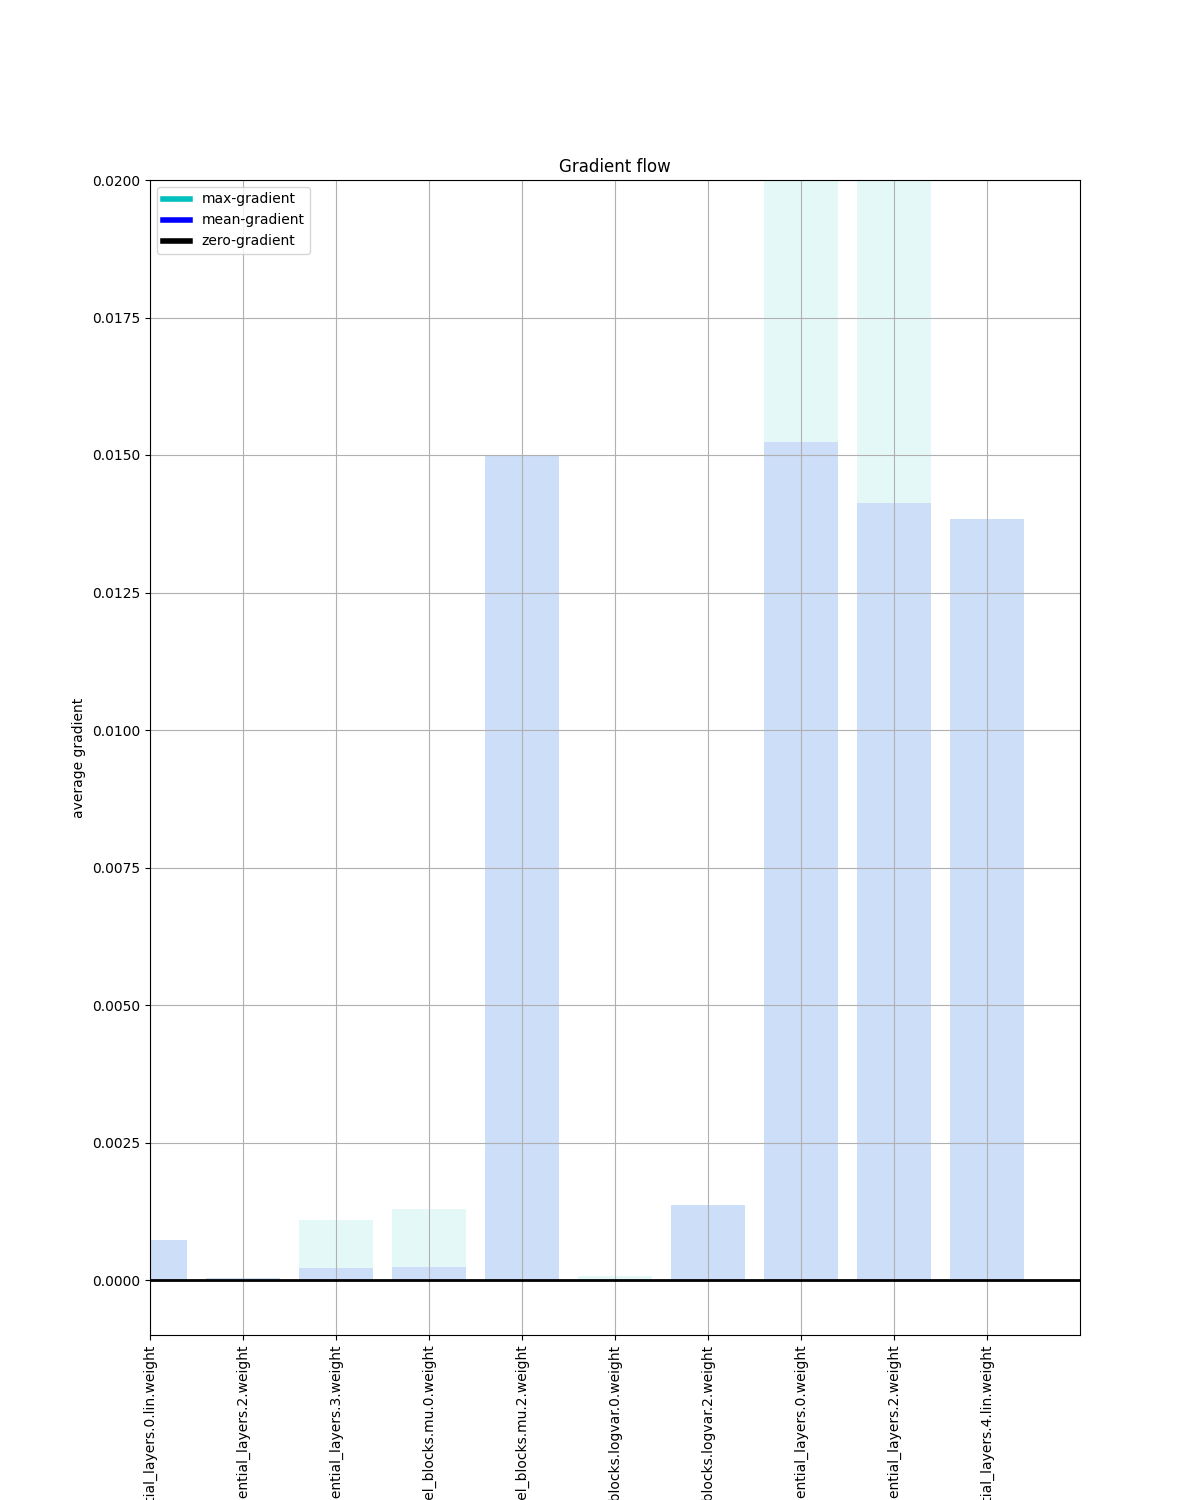 Gradient flow
max-gradient
mean-gradient
zero-gradient
0.0200
0.0175
0.0150
0.0125
0.0100
0.0075
0.0050
0.0025
0.0000
average gradient
tial_layers.0.lin.weight
ential_layers.2.weight
ential_layers.3.weight
el_blocks.mu.0.weight
el_blocks.mu.2.weight
blocks.logvar.0.weight
blocks.logvar.2.weight
ential_layers.0.weight
ential_layers.2.weight
tial_layers.4.lin.weight